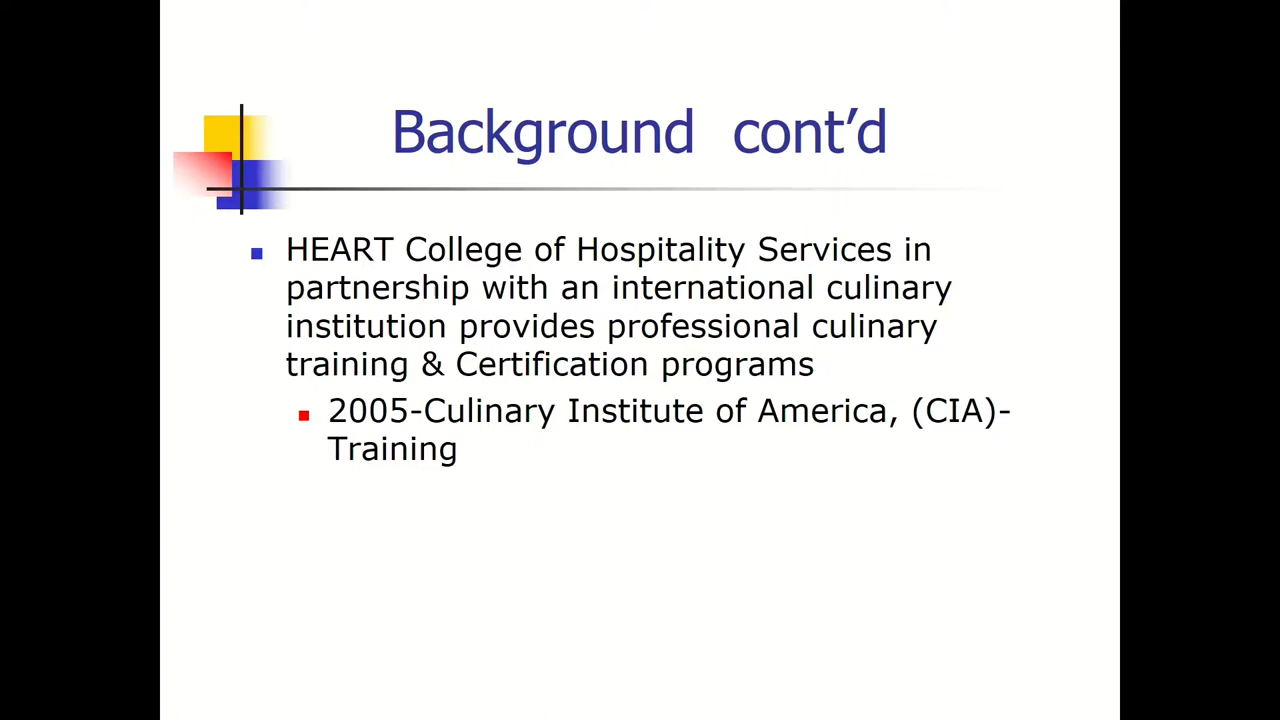 Background cont’d
HEART College of Hospitality Services in
partnership with an international culinary
institution provides professional culinary
training & Certification programs
2005-Culinary Institute of America, (CIA)-
Training